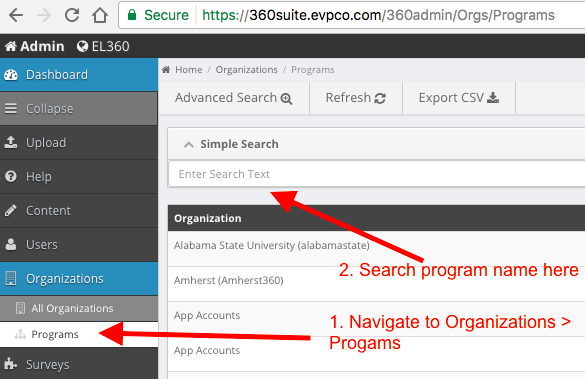 Secure https://360suite.evpco.com/360admin/Orgs/Programs
Admin EL360
Dashboard
Collapse
Upload
Help
Content
Users
Organizations
All Organizations
Programs
Surveys
Home / Organizations / Programs
Advanced Search Refresh Export CSV
Simple Search
Enter Search Text
Organization
Alabama State University (alabamastate)
Amherst (Amherst360)
App Accounts
App Accounts
2. Search program name here
1. Navigate to Organizations >
Progams